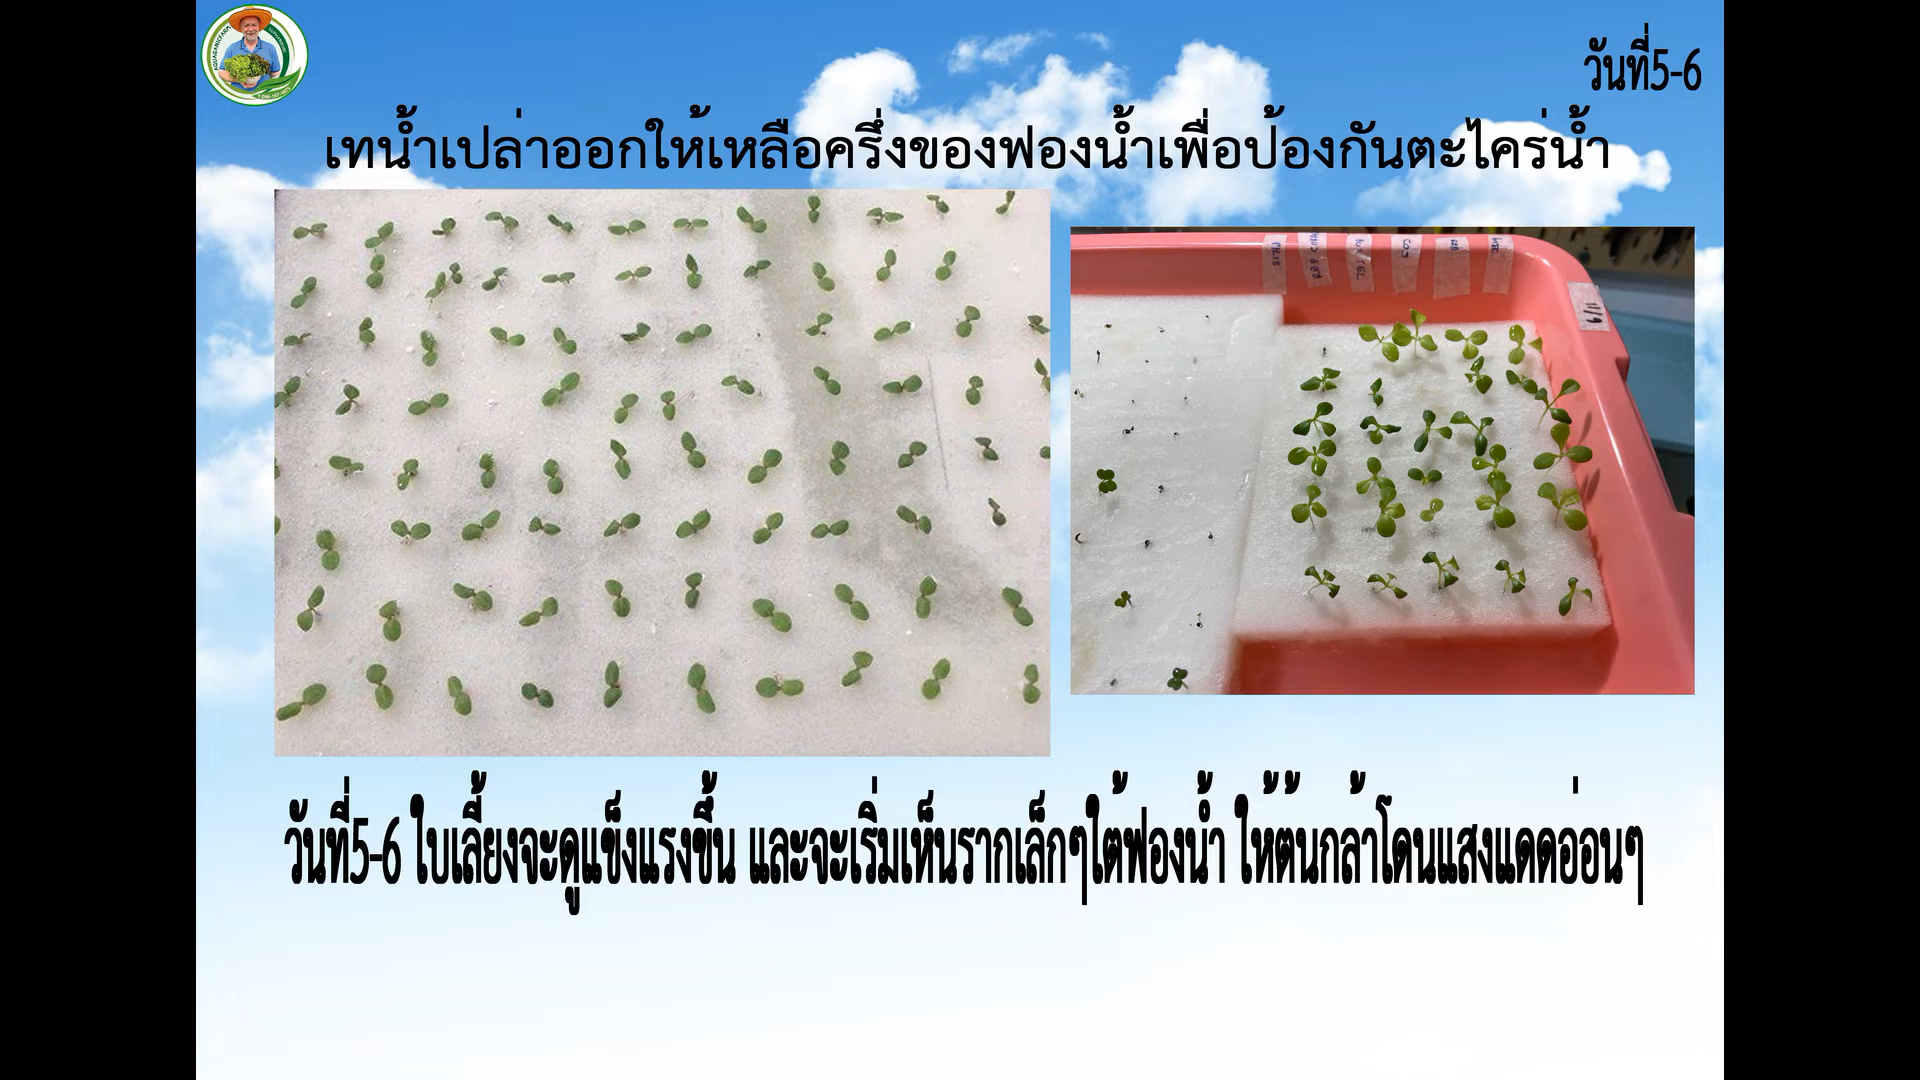 วันที่5-6
เทน้ำเปล่าออกให้เหลือครึ่งของฟองน้ำเพื่อป้องกันตะไคร่น้ำ
COS
6/1
วันที่5-6 ใบเลี้ยงจะดูแข็งแรงขึ้น และจะเริ่มเห็นรากเล็กๆใต้ฟองน้ำ ให้ต้นกล้าโดนแสงแดดอ่อนๆ